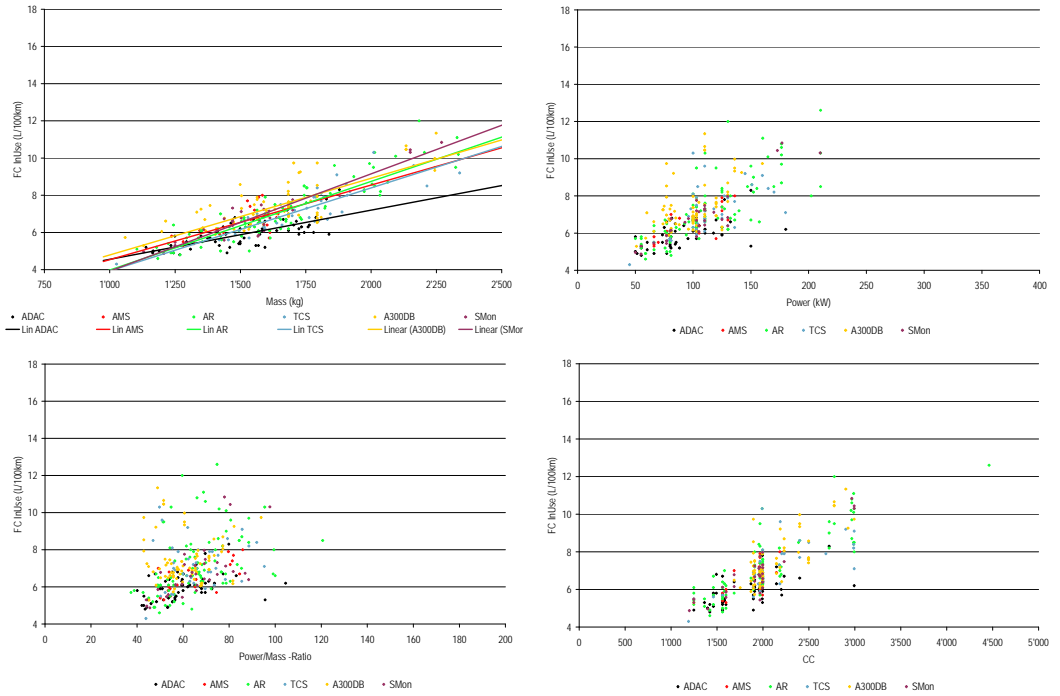 FC InUse (L/100km)
18
16
14
12
10
8
6
4
750 1'000 1'250 1'500 1'750 2'000 2'250 2'500
Mass (kg)
ADAC AMS AR TCS A300DB SMon
Lin ADAC Lin AMS Lin AR Lin TCS Linear (A300DB) Linear (SMon
FC InUse (L/100km)
18
16
14
12
10
8
6
4
0 50 100 150 200 250 300 350 400
Power (kW)
ADAC AMS AR TCS A300DB SMon
FC InUse (L/100km)
18
16
14
12
10
8
6
4
0 20 40 60 80 100 120 140 160 180 200
Power/Mass -Ratio
ADAC AMS AR TCS A300DB SMon
FC InUse (L/100km)
18
16
14
12
10
8
6
4
0 500 1'000 1'500 2'000 2'500 3'000 3'500 4'000 4'500 5'000
CC
ADAC AMS AR TCS A300DB SMon